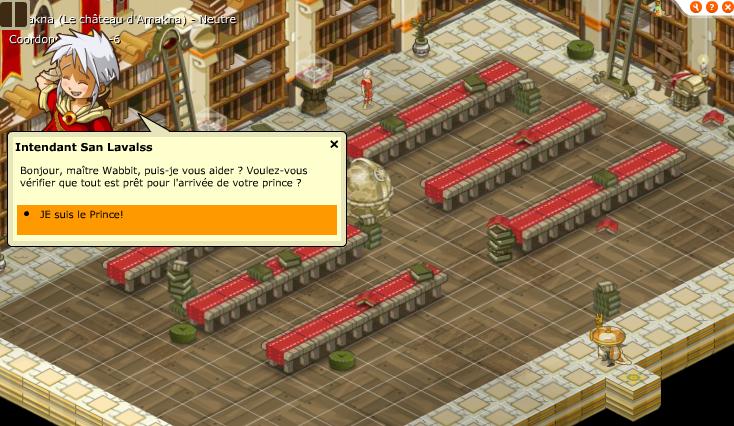 akna (Le château d'Amakna) - Neutre
Coordon -6
Intendant San Lavalss
Bonjour, maître Wabbit, puis-je vous aider ? Voulez-vous
vérifier que tout est prêt pour l'arrivée de votre prince ?
JE suis le Prince!